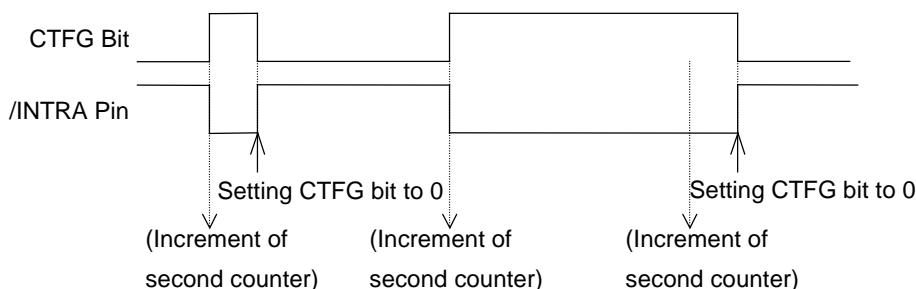 CTFG Bit
/INTRA Pin
Setting CTFG bit to 0
Setting CTFG bit to 0
(Increment of
second counter)
(Increment of
second counter)
(Increment of
second counter)